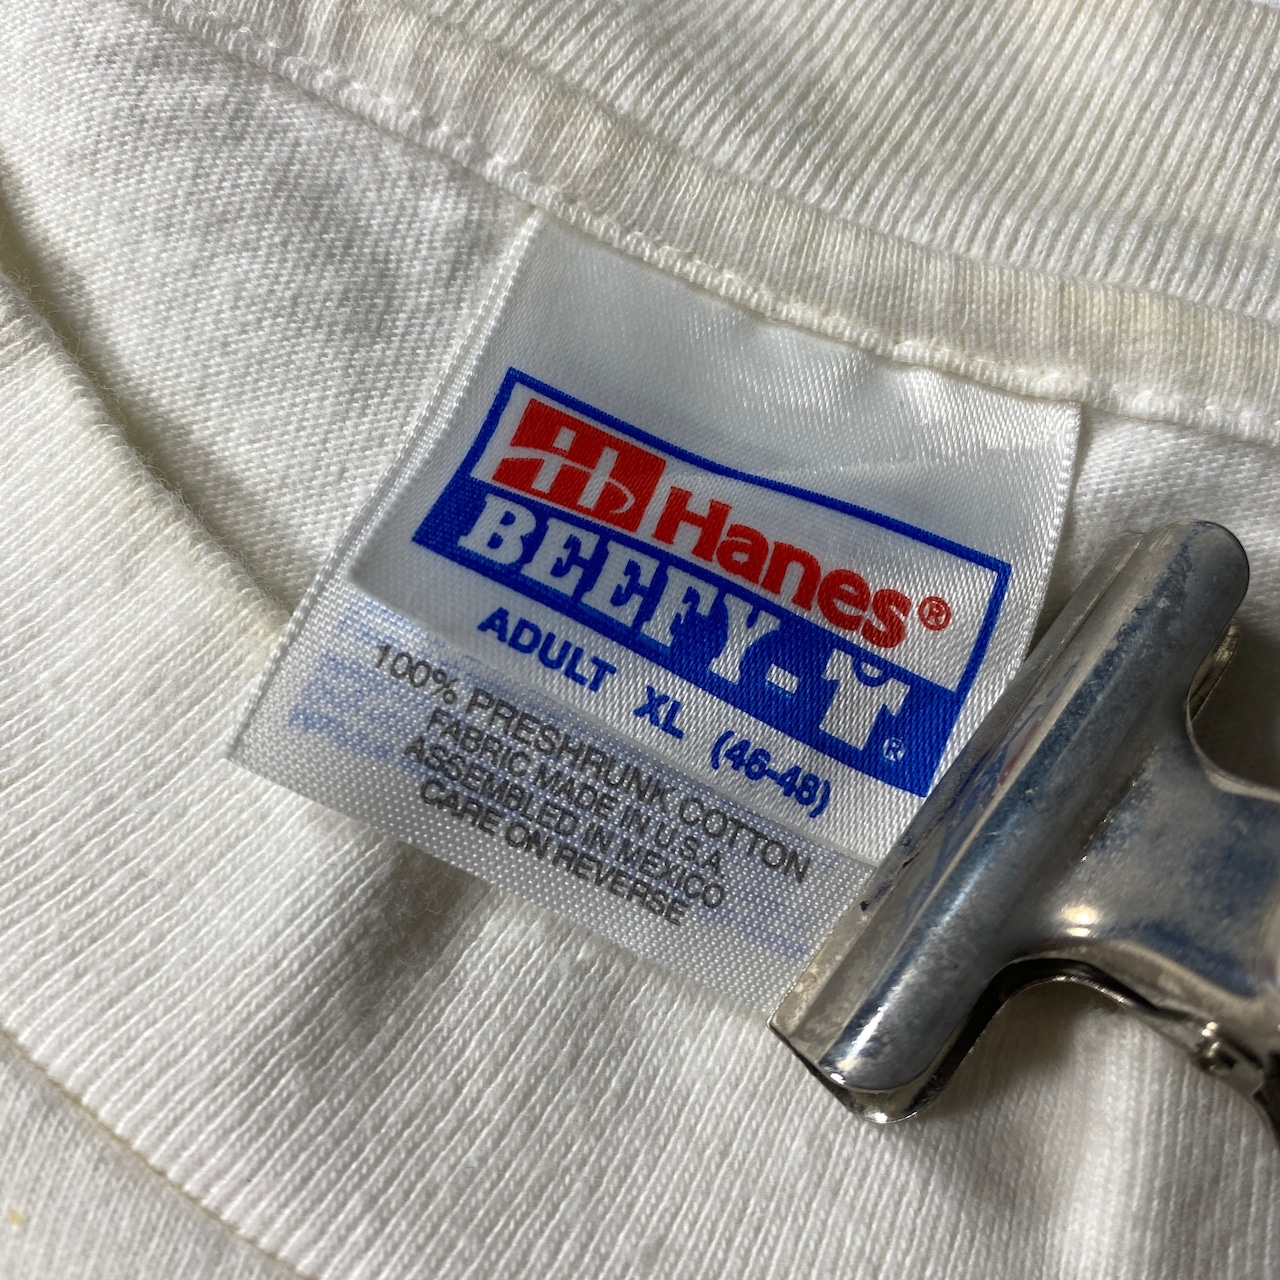 Hanes®
BEEFY-T®
ADULT XL (46-48)
100% PRESHRUNK COTTON
FABRIC MADE IN U.S.A
ASSEMBLED IN MEXICO
CARE ON REVERSE